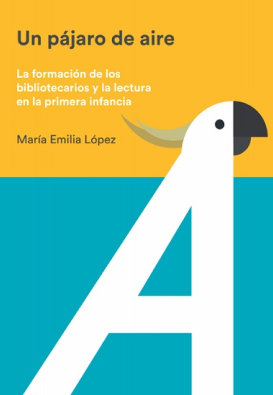 Un pájaro de aire
La formación de los
bibliotecarios y la lectura
en la primera infancia
María Emilia López
A